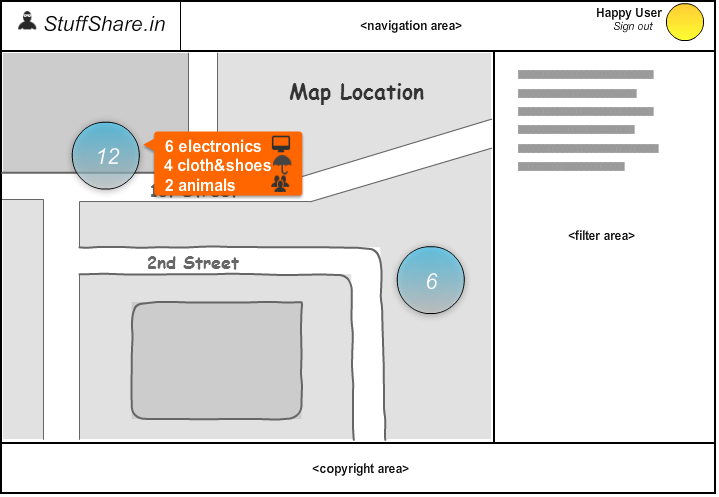 StuffShare.in
<navigation area>
Happy User
Sign out
Map Location
12
6 electronics
4 cloth&shoes
2 animals
Street
2nd Street
6
<filter area>
<copyright area>